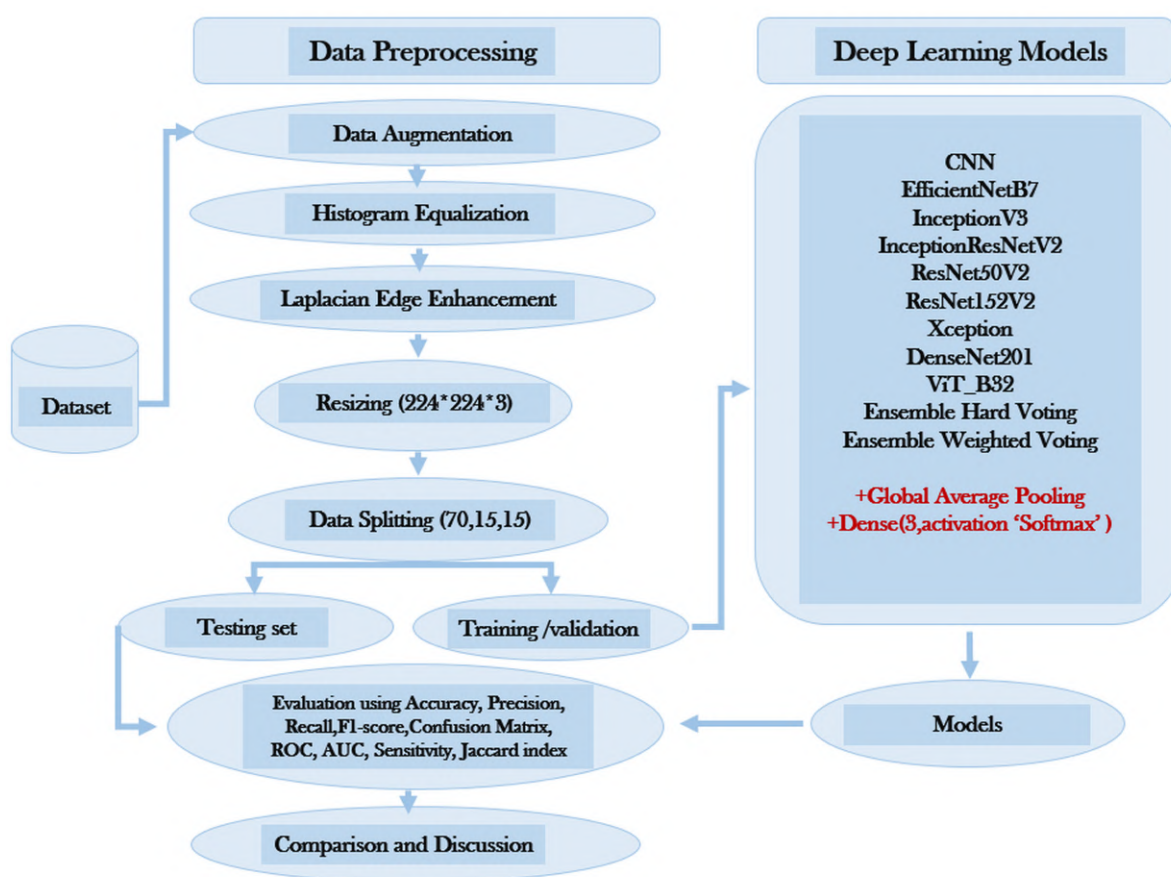 Data Preprocessing
Data Augmentation
Histogram Equalization
Laplacian Edge Enhancement
Dataset
Resizing (224*224*3)
Data Splitting (70,15,15)
Testing set
Training /validation
Evaluation using Accuracy, Precision,
Recall,F1-score,Confusion Matrix,
ROC, AUC, Sensitivity, Jaccard index
Comparison and Discussion
Deep Learning Models
CNN
EfficientNetB7
InceptionV3
InceptionResNetV2
ResNet50V2
ResNet152V2
Xception
DenseNet201
ViT_B32
Ensemble Hard Voting
Ensemble Weighted Voting
+Global Average Pooling
+Dense(3,activation ‘Softmax’ )
Models